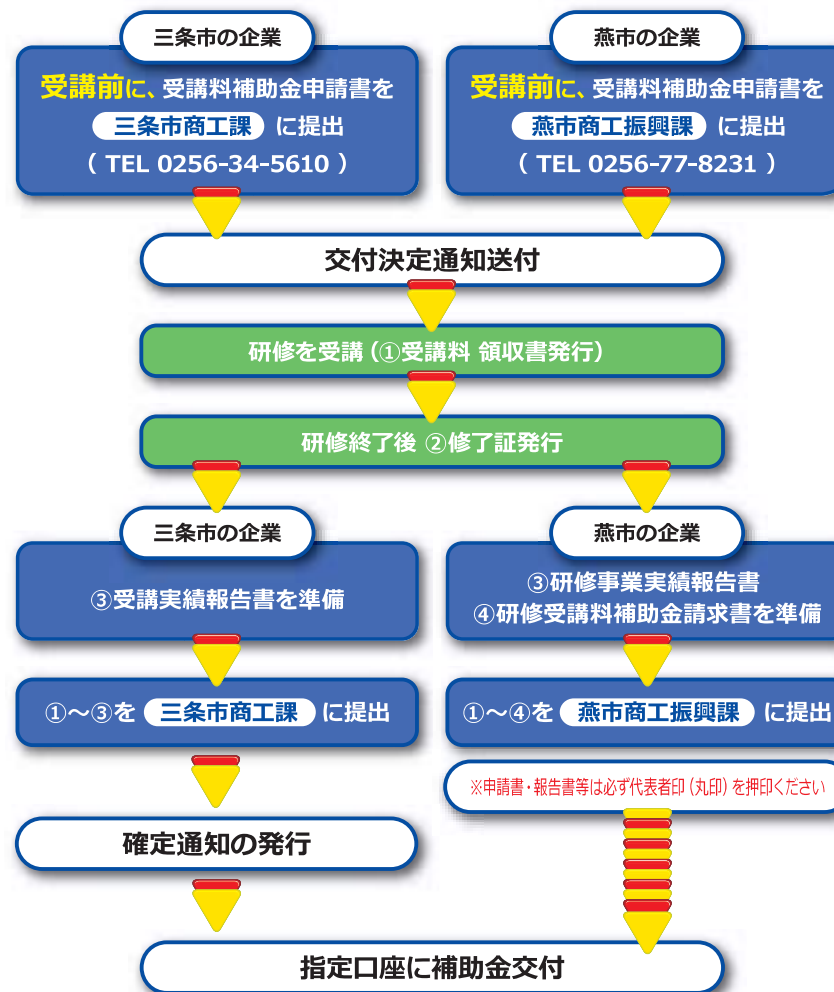 三条市の企業
受講前に、受講料補助金申請書を
三条市商工課 に提出
( TEL 0256-34-5610 )
燕市の企業
受講前に、受講料補助金申請書を
燕市商工振興課 に提出
( TEL 0256-77-8231 )
交付決定通知送付
研修を受講(①受講料 領収書発行)
研修終了後 ②修了証発行
三条市の企業
③受講実績報告書を準備
①~③を 三条市商工課 に提出
確定通知の発行
燕市の企業
③研修事業実績報告書
④研修受講料補助金請求書を準備
①~④を 燕市商工振興課 に提出
※申請書・報告書等は必ず代表者印(丸印)を押印ください
指定口座に補助金交付